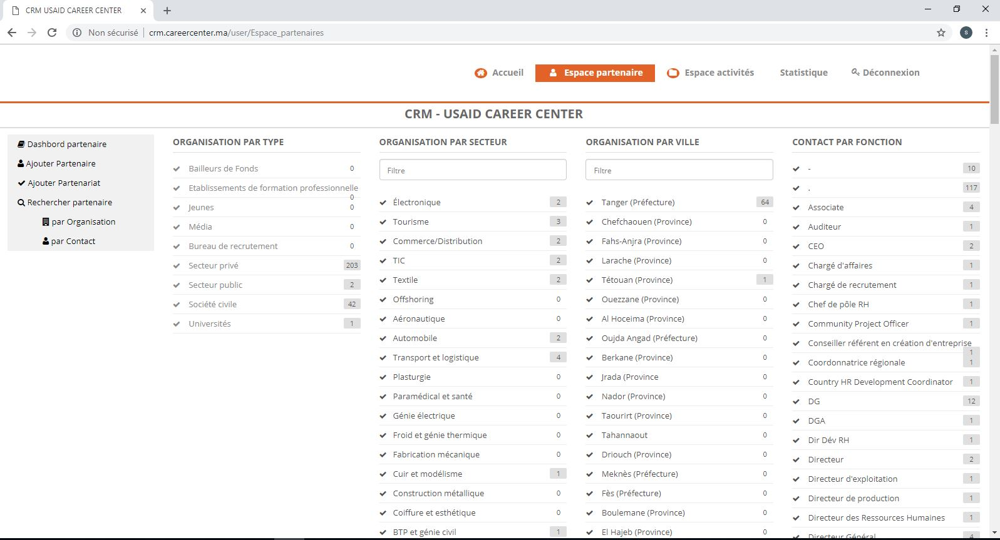 CRM USAID CAREER CENTER
Non sécurisé crm.careercenter.ma/user/Espace_partenaires
S
Accueil Espace partenaire Espace activités Statistique Déconnexion
CRM - USAID CAREER CENTER
Dashbord partenaire
Ajouter Partenaire
Ajouter Partenariat
Rechercher partenaire
par Organisation
par Contact
ORGANISATION PAR TYPE
Bailleurs de Fonds 0
Etablissements de formation professionnelle
0
Jeunes 0
Média 0
Bureau de recrutement 0
Secteur privé 203
Secteur public 2
Société civile 42
Universités 1
ORGANISATION PAR SECTEUR
Filtre
Électronique 2
Tourisme 3
Commerce/Distribution 2
TIC 2
Textile 2
Offshoring 0
Aéronautique 0
Automobile 2
Transport et logistique 4
Plasturgie 0
Paramédical et santé 0
Génie électrique 0
Froid et génie thermique 0
Fabrication mécanique 0
Cuir et modélisme 1
Construction métallique 0
Coiffure et esthétique 0
BTP et génie civil 1
ORGANISATION PAR VILLE
Filtre
Tanger (Préfecture) 64
Chefchaouen (Province) 0
Fahs-Anjra (Province) 0
Larache (Province) 0
Tétouan (Province) 1
Ouezzane (Province) 0
Al Hoceima (Province) 0
Oujda Angad (Préfecture) 0
Berkane (Province) 0
Jrada (Province 0
Nador (Province) 0
Taourirt (Province) 0
Tahannaout 0
Driouch (Province) 0
Meknès (Préfecture) 0
Fès (Préfecture) 0
Boulemane (Province) 0
El Hajeb (Province) 0
CONTACT PAR FONCTION
- 10
. 117
Associate 4
Auditeur 1
CEO 2
Chargé d'affaires 1
Chargé de recrutement 1
Chef de pôle RH 1
Community Project Officer 1
Conseiller référent en création d'entreprise
1
Coordonnatrice régionale 1
Country HR Development Coordinator 1
DG 12
DGA 1
Dir Dév RH 1
Directeur 2
Directeur d'exploitation 1
Directeur de production 1
Directeur des Ressources Humaines 1
Directeur Général 4